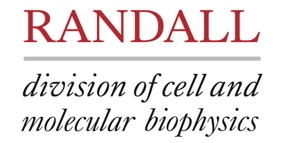 RANDALL
division of cell and
molecular biophysics